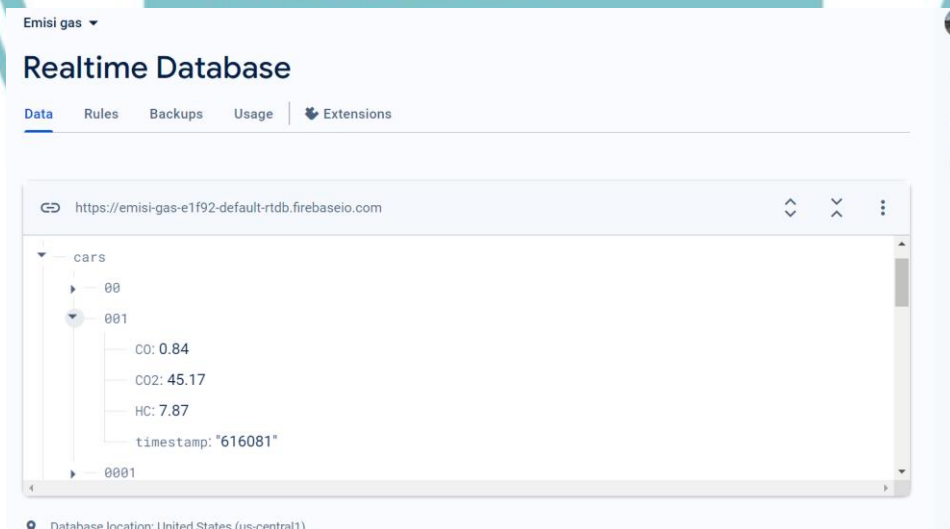 Emisi gas
Realtime Database
Data Rules Backups Usage Extensions
https://emisi-gas-e1f92-default-rtdb.firebaseio.com
cars
00
001
CO: 0.84
CO2: 45.17
HC: 7.87
timestamp: "616081"
0001
Database location: United States (us-central1)